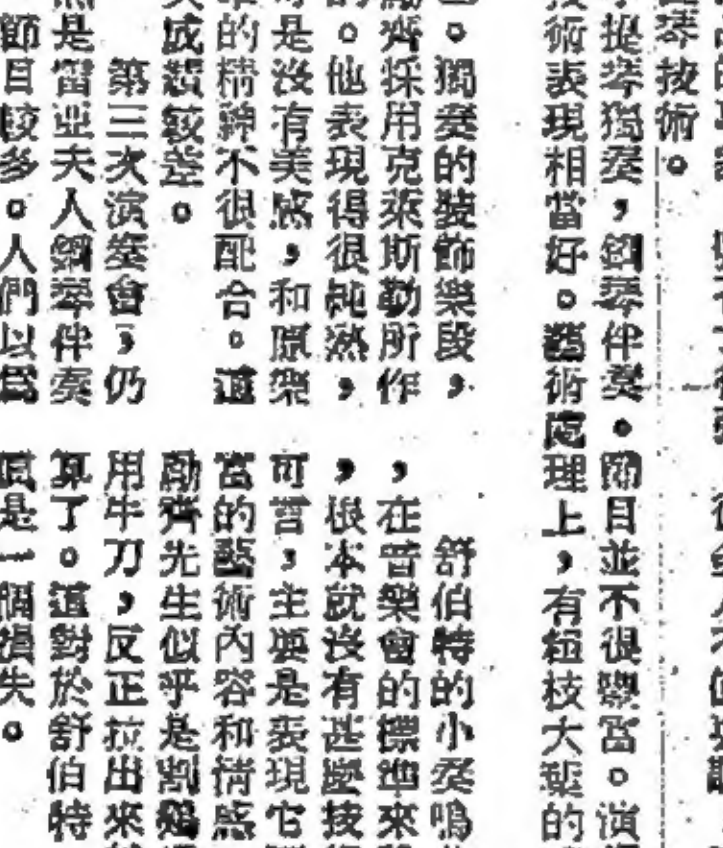 琴技術。
提琴獨奏,鋼琴伴奏。節目並不很豐富。演
技術表現相當好。藝術處理上,有粗枝大葉的
。獨奏的裝飾樂段,
齊採用克萊斯勒所作
。他表現得很純熟,
是沒有美感,和原樂
的精神不很配合。這
成績較差。
第三次演奏會,仍
是雷亞夫人鋼琴伴奏
節目較多。人們以為
舒伯特的小奏鳴
,在音樂會的標準來
,根本就沒有甚麼技
可言,主要是表現它
富的藝術內容和情感
勵齊先生似乎是割雞
用牛刀,反正拉出來
算了。這對於舒伯特
是一個損失。